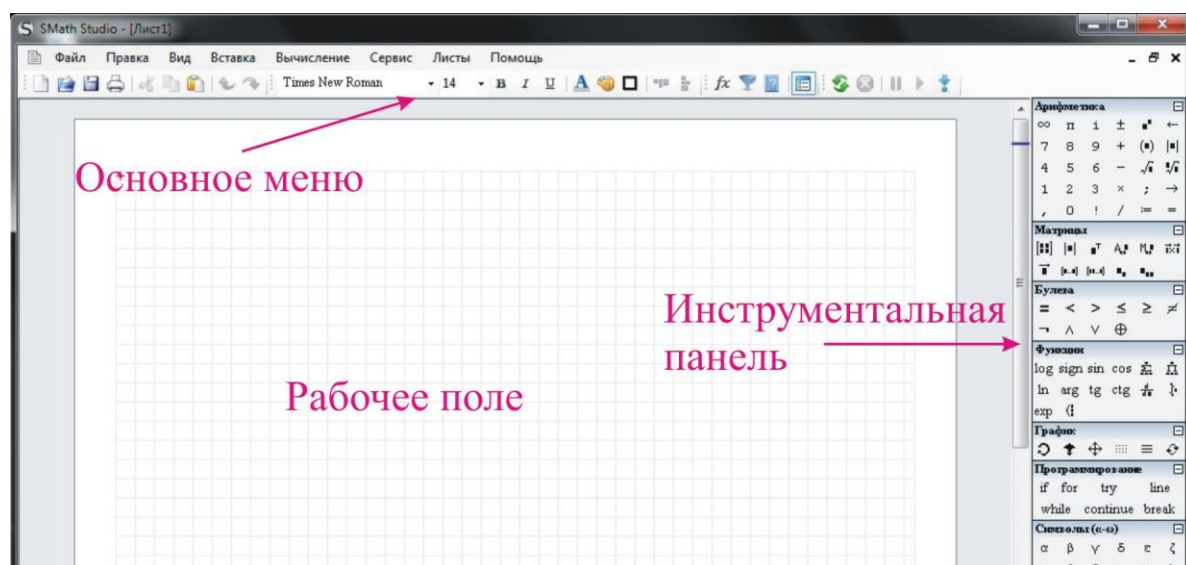 SMath Studio - [Лист1]
Файл Правка Вид Вставка Вычисление Сервис Листы Помощь
Times New Roman 14 B I U A fx
Основное меню
Рабочее поле
Инструментальная
панель
Арифметика
∞ π i ± ■ ←
7 8 9 + (■) |■|
4 5 6 − √■ ■√■
1 2 3 × ; →
, 0 ! / := =
Матрицы
Булева
= < > ≤ ≥ ≠
¬ ∧ ∨ ⊕
Функции
log sign sin cos
ln arg tg ctg
exp
График
Программирование
if for try line
while continue break
Символы (α-ω)
α β γ δ ε ζ